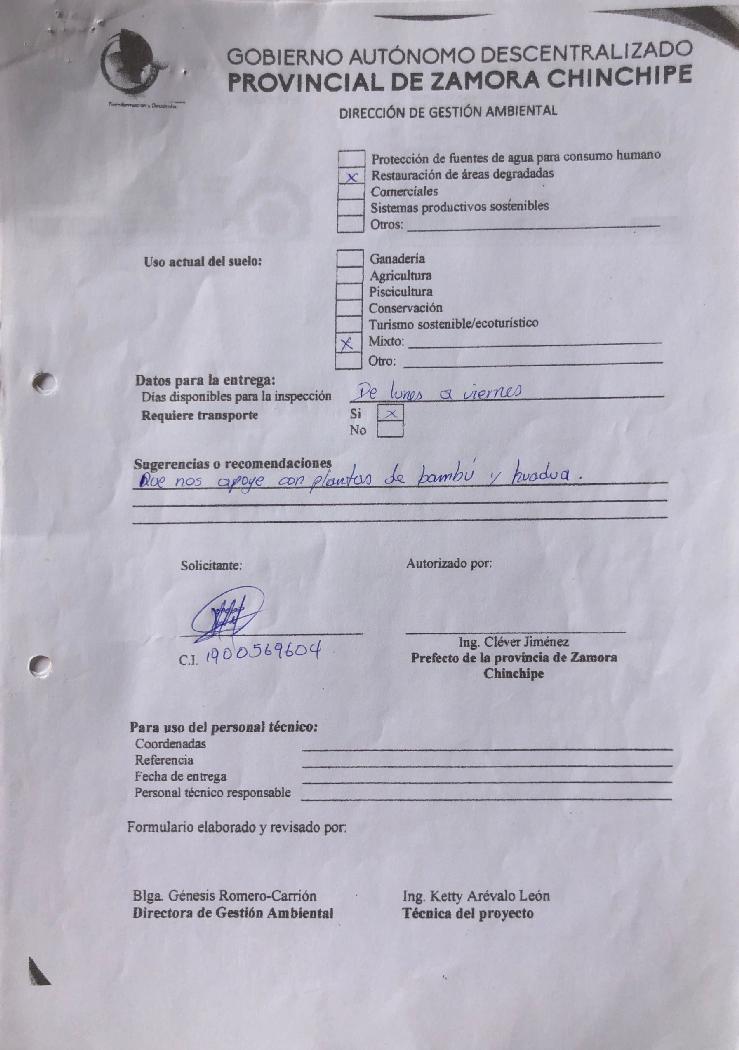 Transformación y Desarrollo
GOBIERNO AUTÓNOMO DESCENTRALIZADO
PROVINCIAL DE ZAMORA CHINCHIPE
DIRECCIÓN DE GESTIÓN AMBIENTAL
Protección de fuentes de agua para consumo humano
x Restauración de áreas degradadas
Comerciales
Sistemas productivos sostenibles
Otros:
Uso actual del suelo:
Ganadería
Agricultura
Piscicultura
Conservación
Turismo sostenible/ecoturístico
x Mixto:
Otro:
Datos para la entrega:
Días disponibles para la inspección De lunes a viernes
Requiere transporte Si x
No
Sugerencias o recomendaciones
Que nos apoye con plantas de bambú y huadua.
Solicitante: Autorizado por:
C.I. 1900569604
Ing. Cléver Jiménez
Prefecto de la provincia de Zamora
Chinchipe
Para uso del personal técnico:
Coordenadas
Referencia
Fecha de entrega
Personal técnico responsable
Formulario elaborado y revisado por:
Blga. Génesis Romero-Carrión Ing. Ketty Arévalo León
Directora de Gestión Ambiental Técnica del proyecto